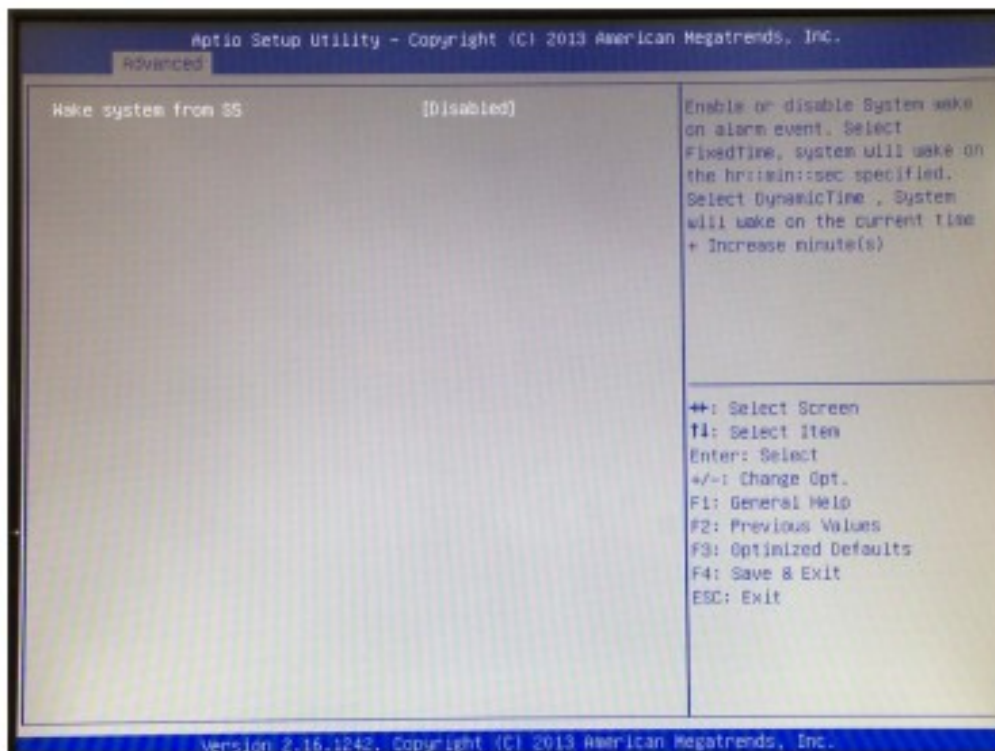 Aptio Setup Utility - Copyright (C) 2013 American Megatrends, Inc.
Advanced
Wake system from S5
[Disabled]
Enable or disable System wake
on alarm event. Select
FixedTime, system will wake on
the hr::min::sec specified.
Select DynamicTime , System
will wake on the current time
+ Increase minute(s)
→←: Select Screen
↑↓: Select Item
Enter: Select
+/-: Change Opt.
F1: General Help
F2: Previous Values
F3: Optimized Defaults
F4: Save & Exit
ESC: Exit
Version 2.16.1242. Copyright (C) 2013 American Megatrends, Inc.